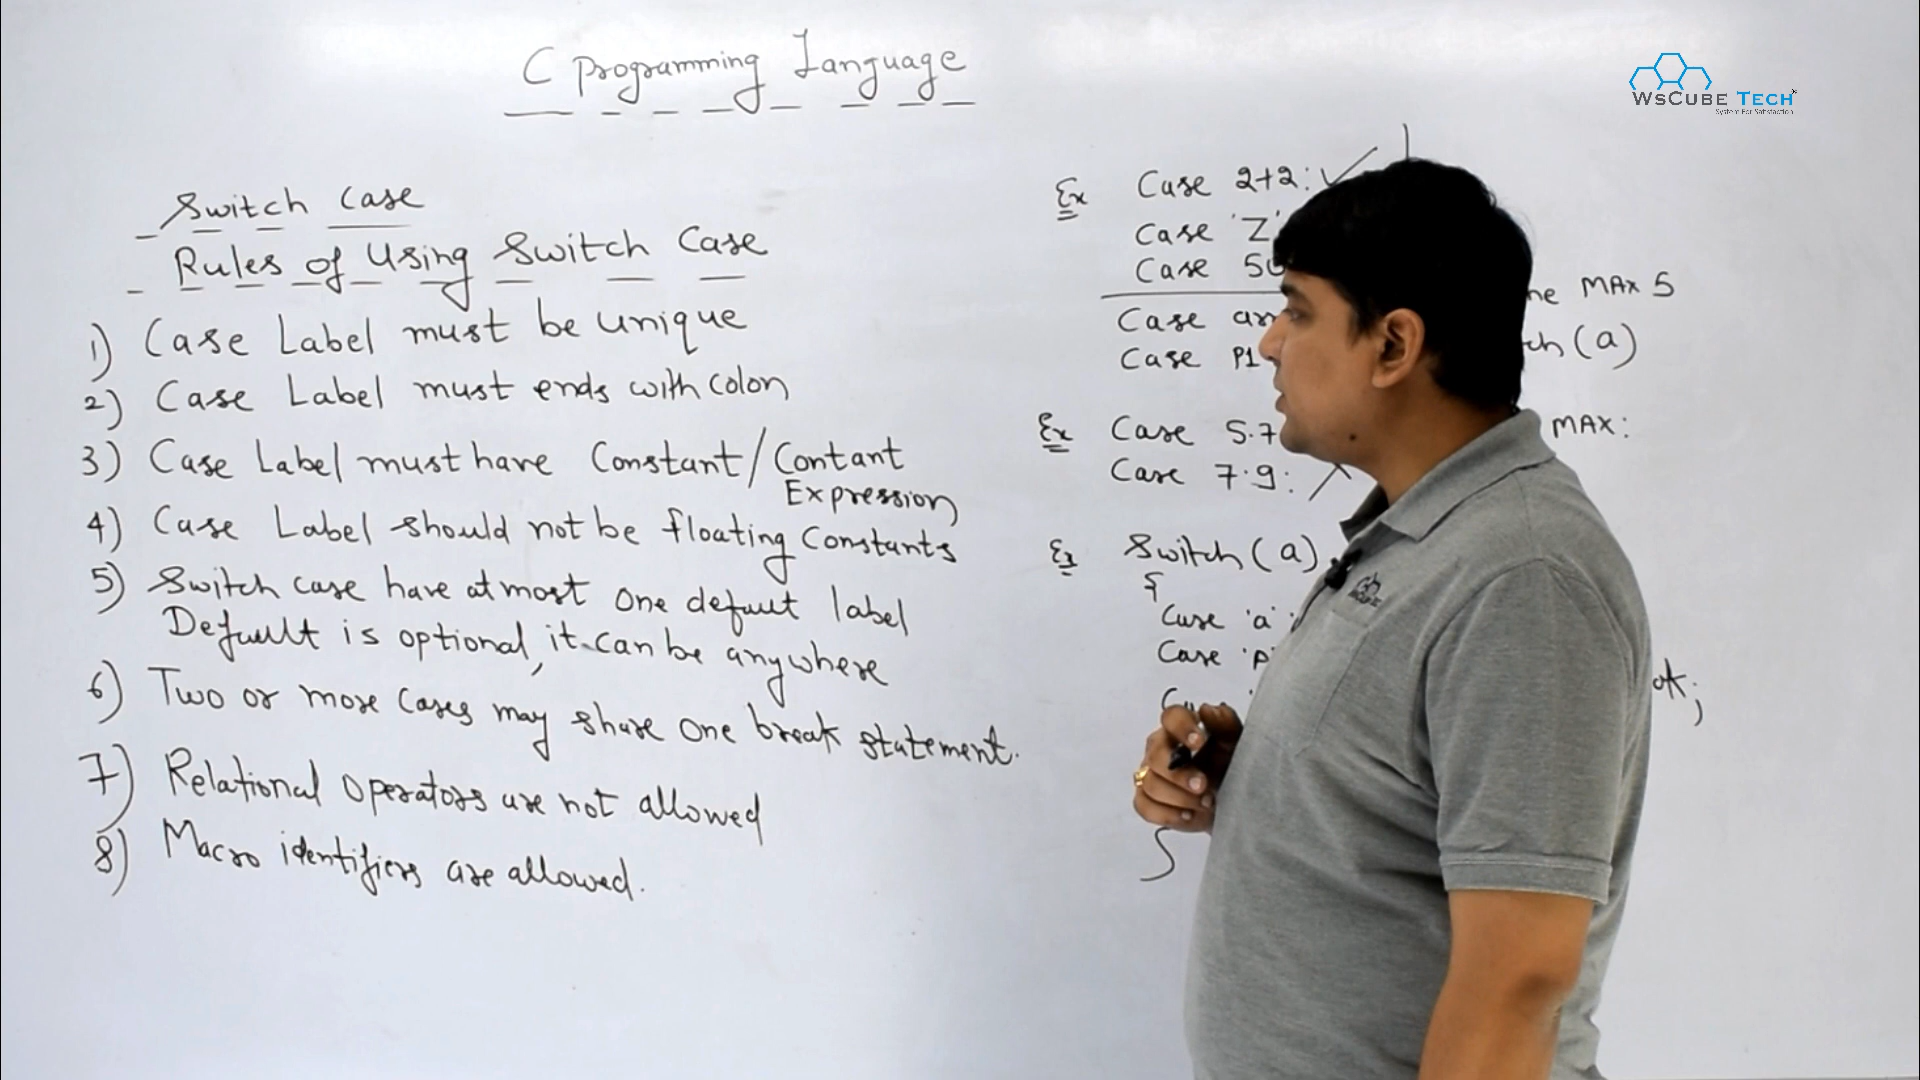 C Programming Language
WsCube Tech
System For Satisfaction
Switch Case
Rules of Using Switch Case
1) Case Label must be unique
2) Case Label must ends with colon
3) Case Label must have Constant/Contant
Expression
4) Case Label should not be floating Constants
5) Switch case have at most one default label
Default is optional, it can be anywhere
6) Two or more cases may share one break statement.
7) Relational Operators are not allowed
8) Macro identifiers are allowed.
Ex Case 2+2:
Case 'Z'
Case
Case
Case P1
MAX 5
(a)
Ex Case 5.7
Case 7.9:
MAX:
Ex Switch (a)
{
Case 'a'
Case